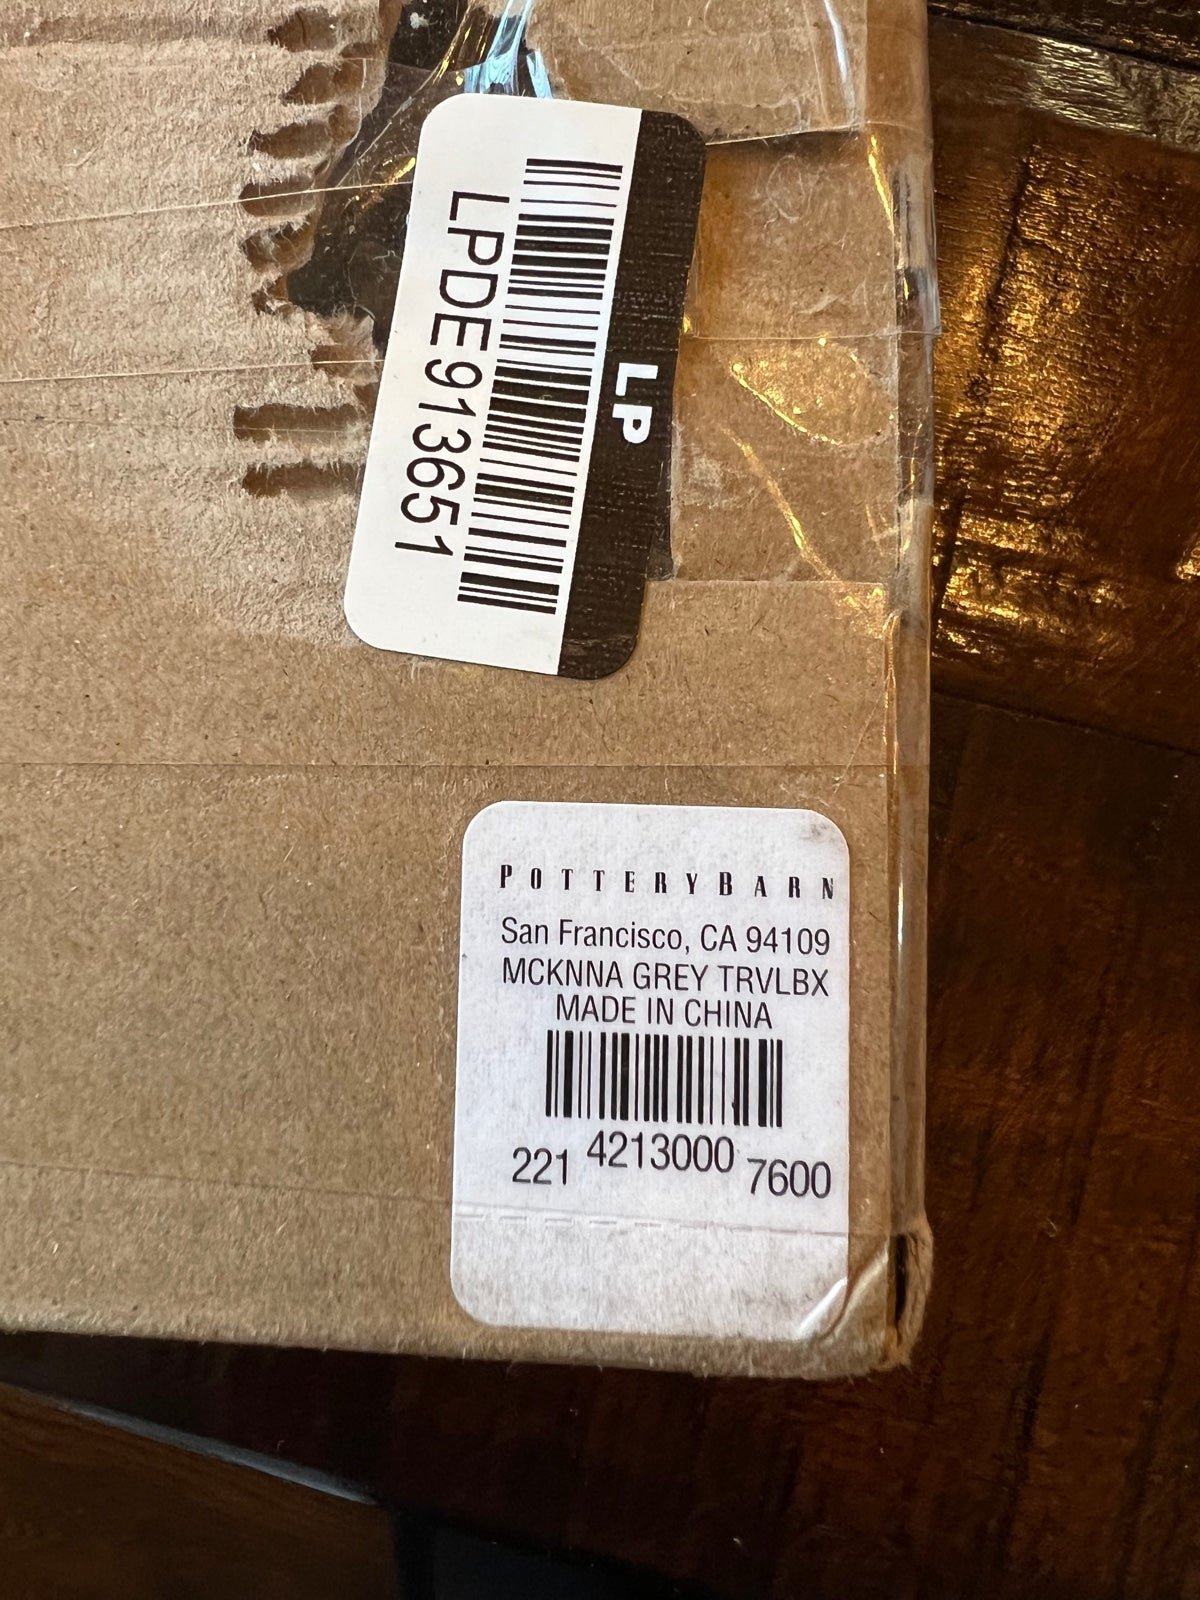 LP
LPDE913651
POTTERYBARN
San Francisco, CA 94109
MCKNNA GREY TRVLBX
MADE IN CHINA
221 4213000 7600